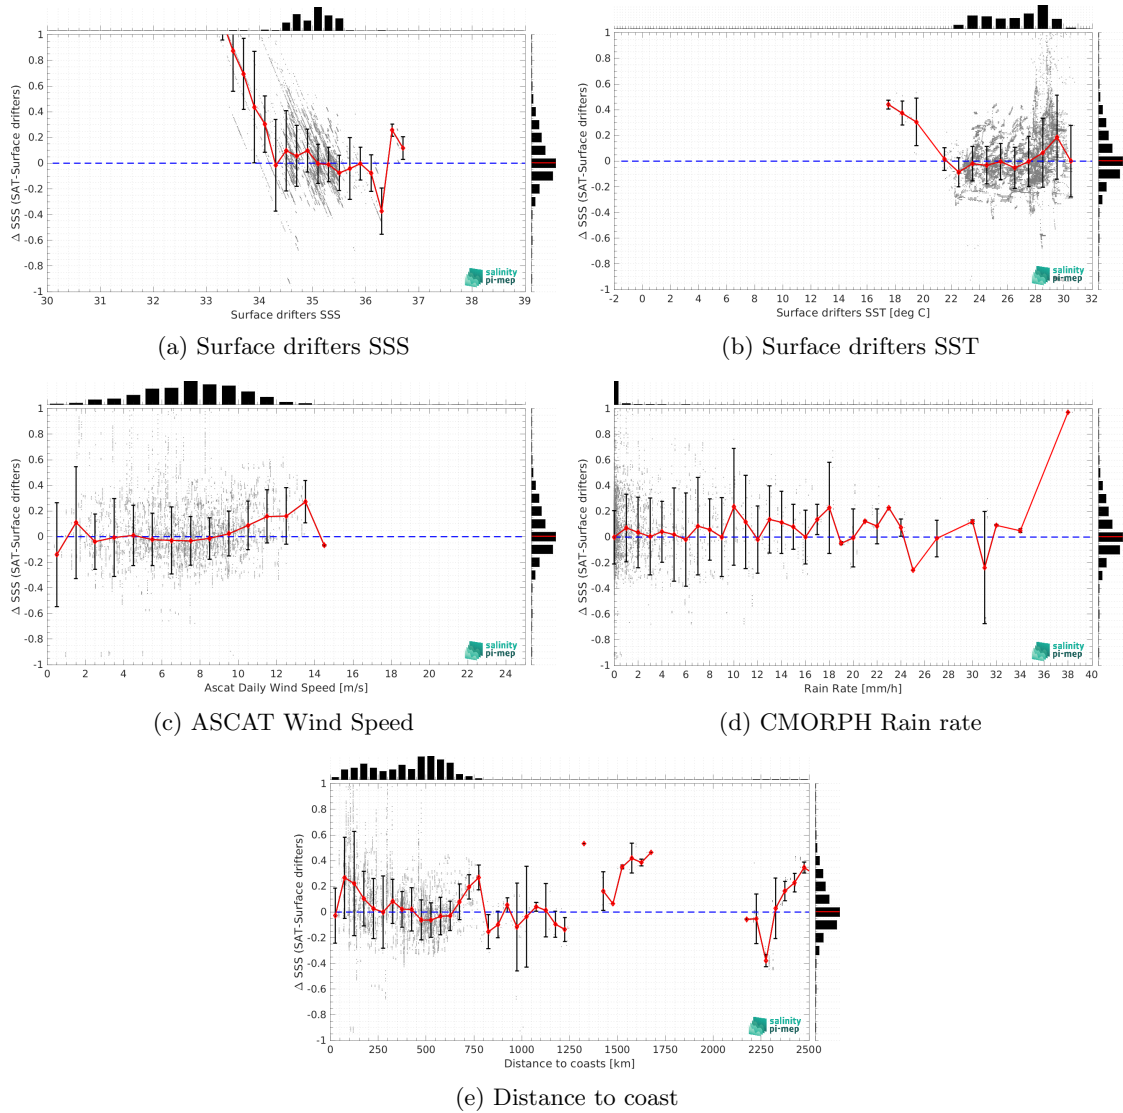 Δ SSS (SAT-Surface drifters)
1
0.8
0.6
0.4
0.2
0
-0.2
-0.4
-0.6
-0.8
-1
30 31 32 33 34 35 36 37 38 39
Surface drifters SSS
salinity
pi-mep
(a) Surface drifters SSS
Δ SSS (SAT-Surface drifters)
1
0.8
0.6
0.4
0.2
0
-0.2
-0.4
-0.6
-0.8
-1
-2 0 2 4 6 8 10 12 14 16 18 20 22 24 26 28 30 32
Surface drifters SST [deg C]
salinity
pi-mep
(b) Surface drifters SST
Δ SSS (SAT-Surface drifters)
1
0.8
0.6
0.4
0.2
0
-0.2
-0.4
-0.6
-0.8
-1
0 2 4 6 8 10 12 14 16 18 20 22 24
Ascat Daily Wind Speed [m/s]
salinity
pi-mep
(c) ASCAT Wind Speed
Δ SSS (SAT-Surface drifters)
1
0.8
0.6
0.4
0.2
0
-0.2
-0.4
-0.6
-0.8
-1
0 2 4 6 8 10 12 14 16 18 20 22 24 26 28 30 32 34 36 38 40
Rain Rate [mm/h]
salinity
pi-mep
(d) CMORPH Rain rate
Δ SSS (SAT-Surface drifters)
1
0.8
0.6
0.4
0.2
0
-0.2
-0.4
-0.6
-0.8
-1
0 250 500 750 1000 1250 1500 1750 2000 2250 2500
Distance to coasts [km]
salinity
pi-mep
(e) Distance to coast